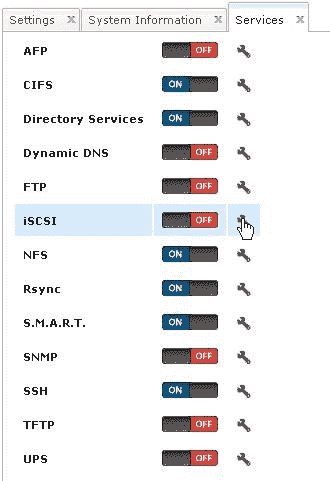 Settings System Information Services
AFP OFF
CIFS ON
Directory Services ON
Dynamic DNS OFF
FTP OFF
iSCSI OFF
NFS ON
Rsync ON
S.M.A.R.T. ON
SNMP OFF
SSH ON
TFTP OFF
UPS OFF